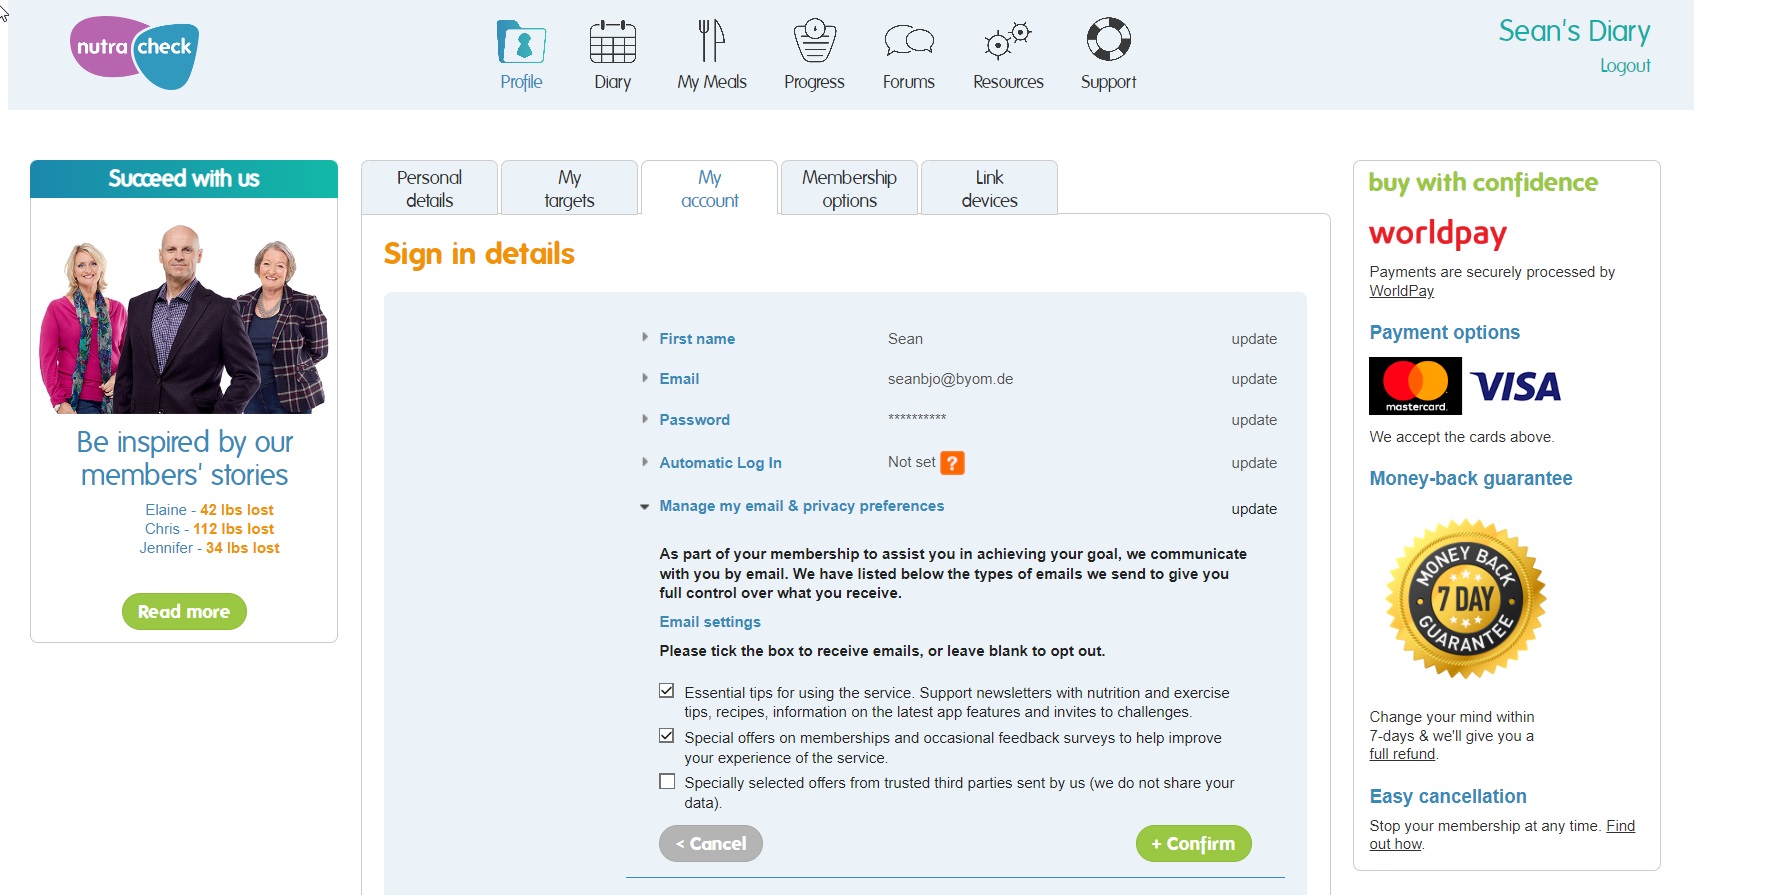 nutracheck
Profile
Diary
My Meals
Progress
Forums
Resources
Support
Sean's Diary
Logout
Succeed with us
Be inspired by our
members' stories
Elaine - 42 lbs lost
Chris - 112 lbs lost
Jennifer - 34 lbs lost
Read more
Personal
details
My
targets
My
account
Membership
options
Link
devices
Sign in details
First name Sean update
Email seanbjo@byom.de update
Password ********** update
Automatic Log In Not set ? update
Manage my email & privacy preferences update
As part of your membership to assist you in achieving your goal, we communicate
with you by email. We have listed below the types of emails we send to give you
full control over what you receive.
Email settings
Please tick the box to receive emails, or leave blank to opt out.
Essential tips for using the service. Support newsletters with nutrition and exercise
tips, recipes, information on the latest app features and invites to challenges.
Special offers on memberships and occasional feedback surveys to help improve
your experience of the service.
Specially selected offers from trusted third parties sent by us (we do not share your
data).
< Cancel
+ Confirm
buy with confidence
worldpay
Payments are securely processed by
WorldPay
Payment options
mastercard.
VISA
We accept the cards above.
Money-back guarantee
MONEY BACK
7 DAY
GUARANTEE
Change your mind within
7-days & we'll give you a
full refund.
Easy cancellation
Stop your membership at any time. Find
out how.